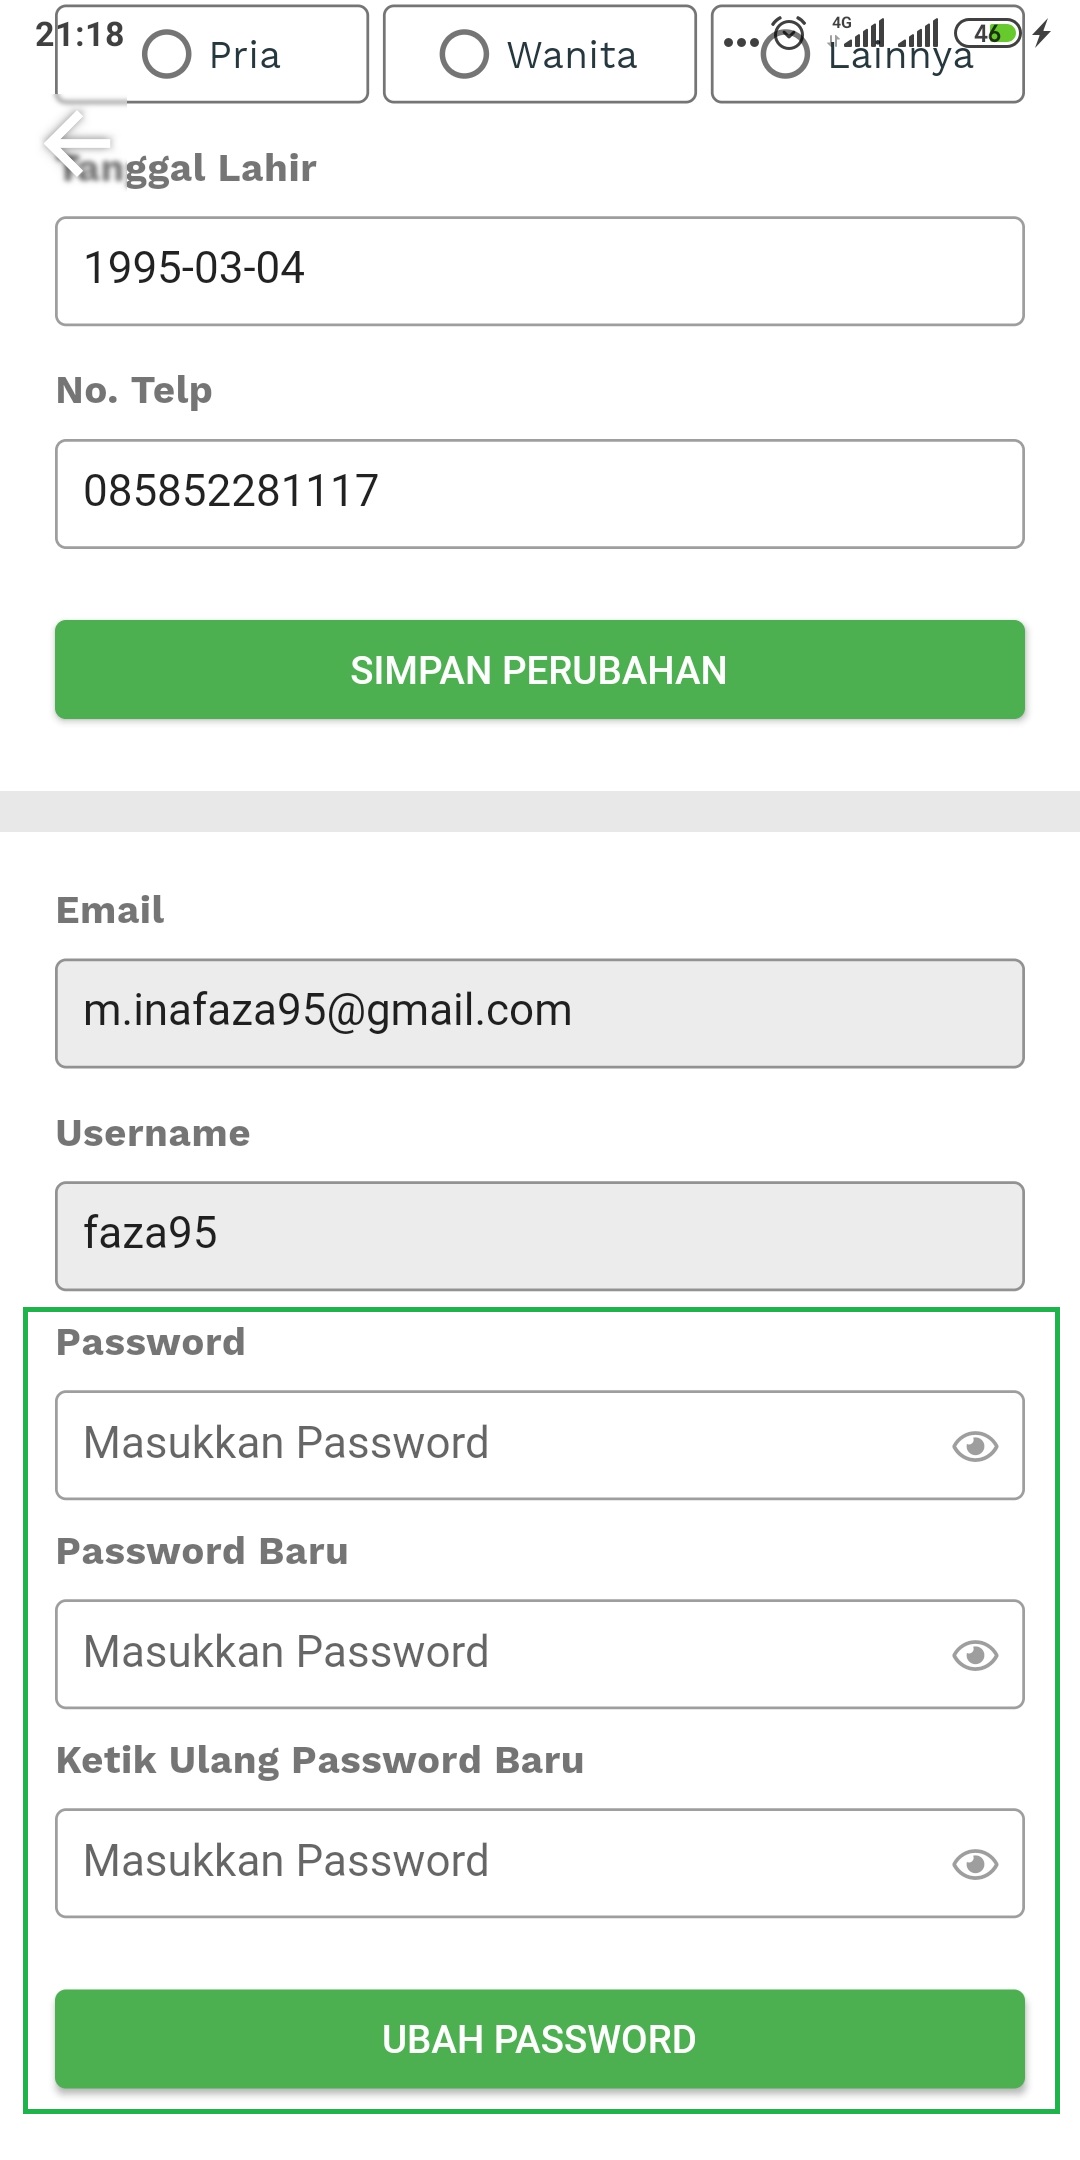 21:18
4G
46
Pria
Wanita
Lainnya
Tanggal Lahir
1995-03-04
No. Telp
085852281117
SIMPAN PERUBAHAN
Email
m.inafaza95@gmail.com
Username
faza95
Password
Masukkan Password
Password Baru
Masukkan Password
Ketik Ulang Password Baru
Masukkan Password
UBAH PASSWORD